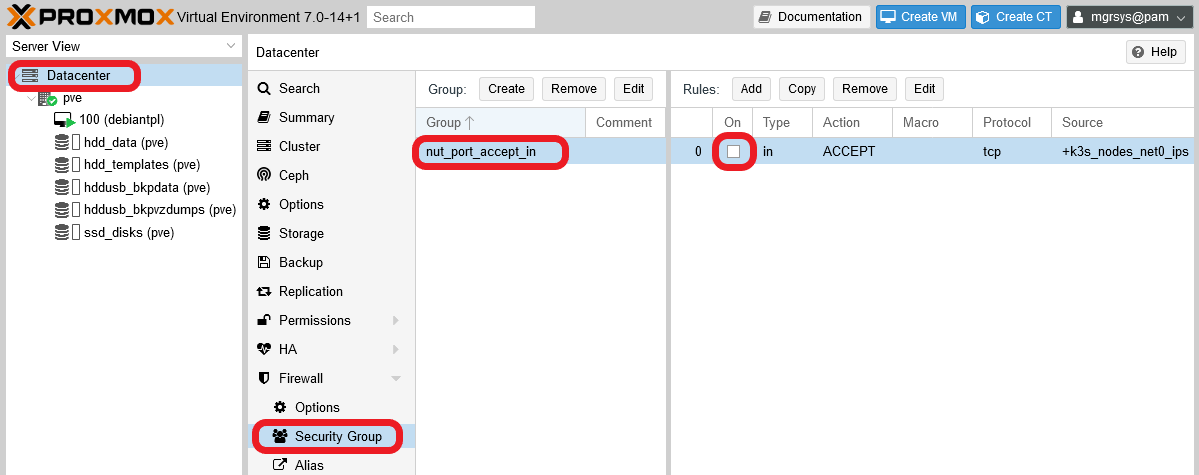 PROXMOX Virtual Environment 7.0-14+1 Search Documentation Create VM Create CT mgrsys@pam
Server View
Datacenter
pve
100 (debiantpl)
hdd_data (pve)
hdd_templates (pve)
hddusb_bkpdata (pve)
hddusb_bkpvzdumps (pve)
ssd_disks (pve)
Datacenter Help
Search
Summary
Cluster
Ceph
Options
Storage
Backup
Replication
Permissions
HA
Firewall
Options
Security Group
Alias
Group: Create Remove Edit
Group Comment
nut_port_accept_in
Rules: Add Copy Remove Edit
On Type Action Macro Protocol Source
0 in ACCEPT tcp +k3s_nodes_net0_ips